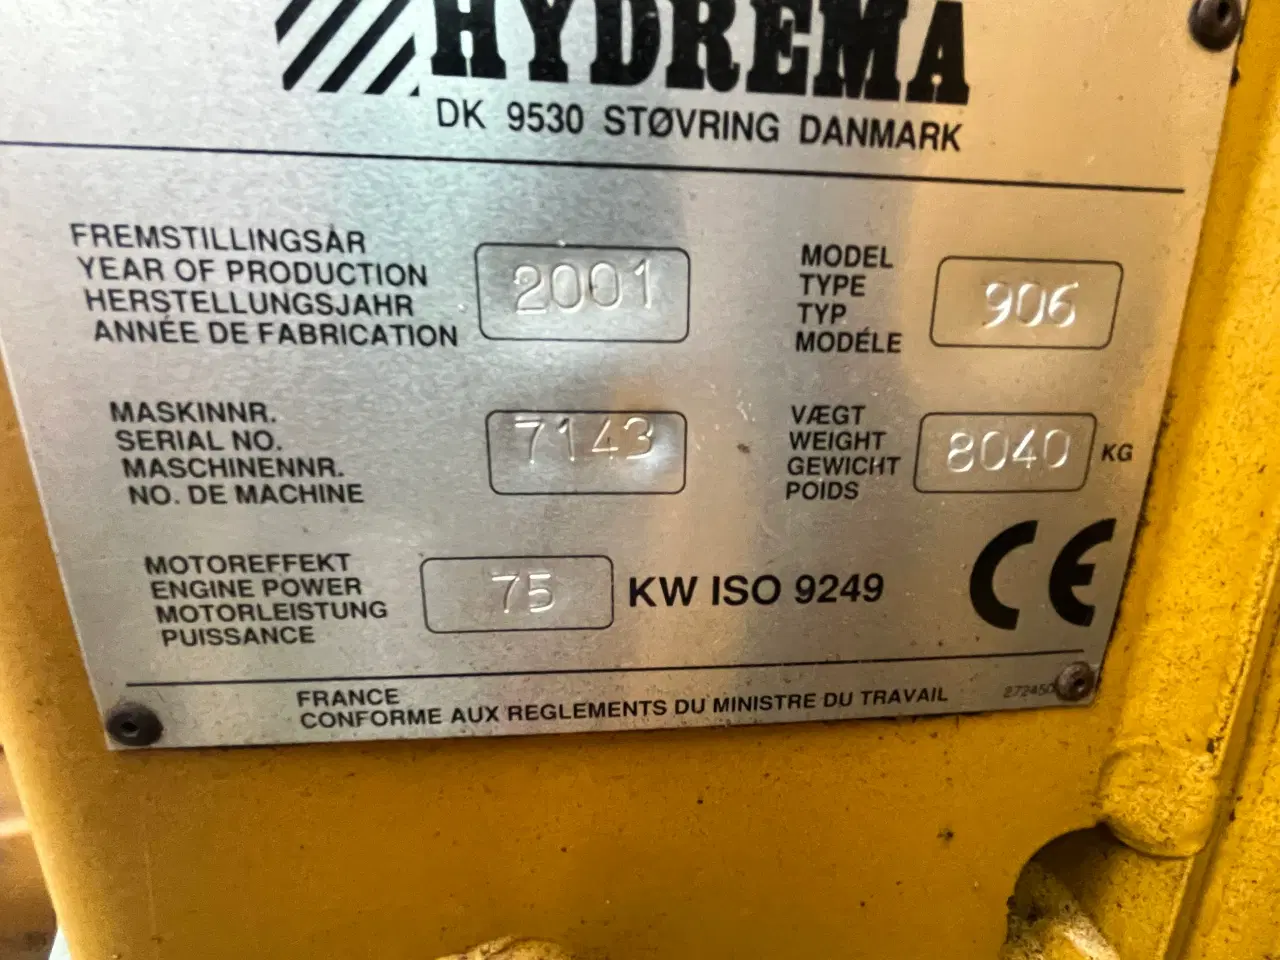 HYDREMA
DK 9530 STØVRING DANMARK
FREMSTILLINGSÅR
YEAR OF PRODUCTION
HERSTELLUNGSJAHR
ANNÉE DE FABRICATION
2001
MODEL
TYPE
TYP
MODÉLE
906
MASKINNR.
SERIAL NO.
MASCHINENNR.
NO. DE MACHINE
7143
VÆGT
WEIGHT
GEWICHT
POIDS
8040 KG
MOTOREFFEKT
ENGINE POWER
MOTORLEISTUNG
PUISSANCE
75 KW ISO 9249
CE
FRANCE
CONFORME AUX REGLEMENTS DU MINISTRE DU TRAVAIL